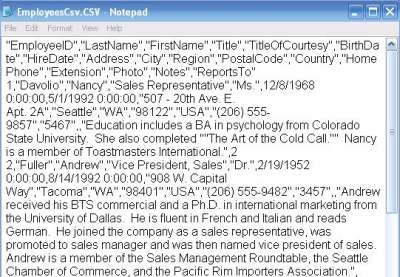 EmployeesCsv.CSV - Notepad
File Edit Format View Help
"EmployeeID","LastName","FirstName","Title","TitleOfCourtesy","BirthDa
te","HireDate","Address","City","Region","PostalCode","Country","Home
Phone","Extension","Photo","Notes","ReportsTo"
1,"Davolio","Nancy","Sales Representative","Ms.",12/8/1968
0:00:00,5/1/1992 0:00:00,"507 - 20th Ave. E.
Apt. 2A","Seattle","WA","98122","USA","(206) 555-
9857","5467",,"Education includes a BA in psychology from Colorado
State University.  She also completed ""The Art of the Cold Call.""  Nancy
is a member of Toastmasters International.",2
2,"Fuller","Andrew","Vice President, Sales","Dr.",2/19/1952
0:00:00,8/14/1992 0:00:00,"908 W. Capital
Way","Tacoma","WA","98401","USA","(206) 555-9482","3457",,"Andrew
received his BTS commercial and a Ph.D. in international marketing from
the University of Dallas.  He is fluent in French and Italian and reads
German.  He joined the company as a sales representative, was
promoted to sales manager and was then named vice president of sales.
Andrew is a member of the Sales Management Roundtable, the Seattle
Chamber of Commerce, and the Pacific Rim Importers Association.",